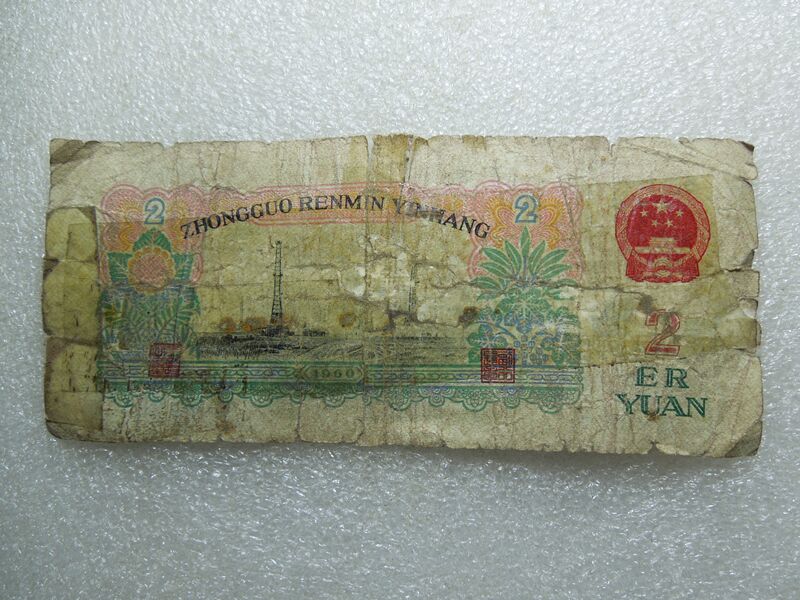 2
2
ZHONGGUO RENMIN YINHANG
2
ER
YUAN
1960